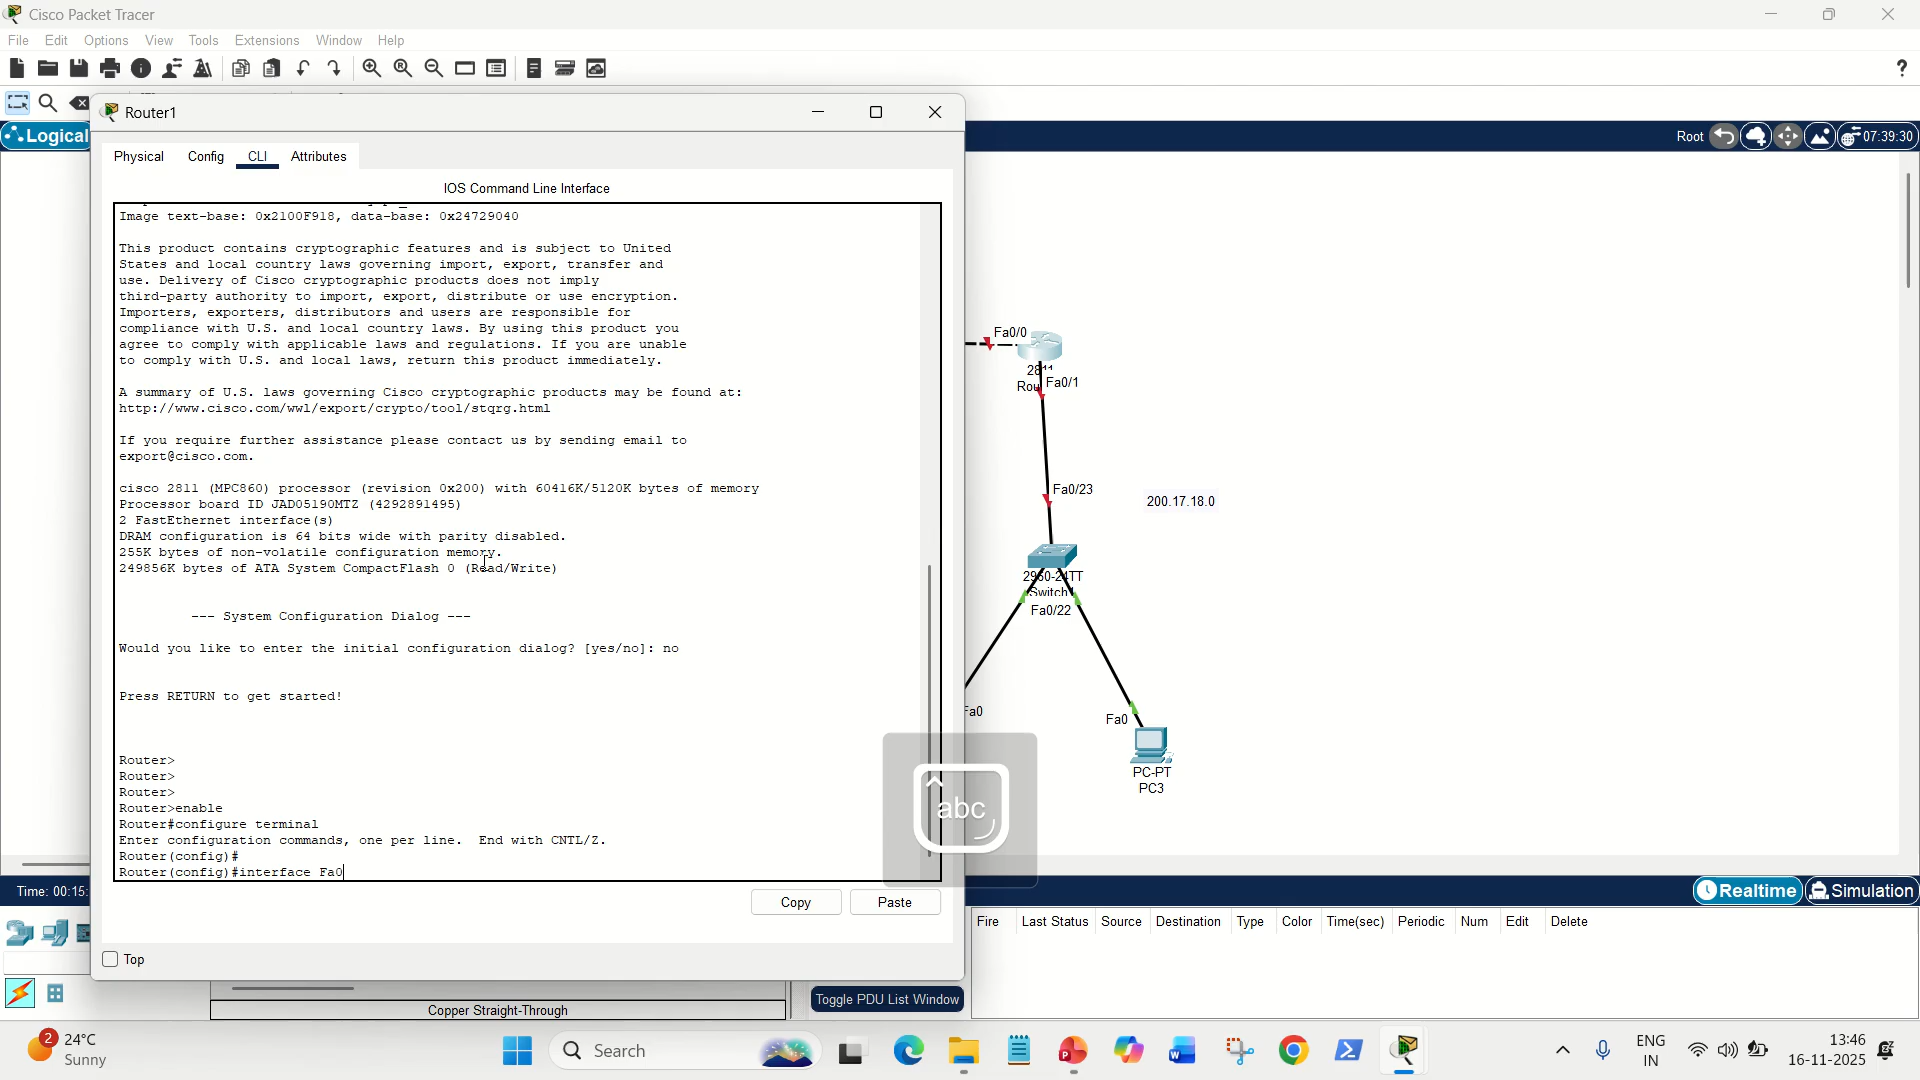 Cisco Packet Tracer
File Edit Options View Tools Extensions Window Help
Router1
Logical
Root
07:39:30
Physical Config CLI Attributes
IOS Command Line Interface
Image text-base: 0x2100F918, data-base: 0x24729040
This product contains cryptographic features and is subject to United
States and local country laws governing import, export, transfer and
use. Delivery of Cisco cryptographic products does not imply
third-party authority to import, export, distribute or use encryption.
Importers, exporters, distributors and users are responsible for
compliance with U.S. and local country laws. By using this product you
agree to comply with applicable laws and regulations. If you are unable
to comply with U.S. and local laws, return this product immediately.
A summary of U.S. laws governing Cisco cryptographic products may be found at:
http://www.cisco.com/wwl/export/crypto/tool/stqrg.html
If you require further assistance please contact us by sending email to
export@cisco.com.
cisco 2811 (MPC860) processor (revision 0x200) with 60416K/5120K bytes of memory
Processor board ID JAD05190MTZ (4292891495)
2 FastEthernet interface(s)
DRAM configuration is 64 bits wide with parity disabled.
255K bytes of non-volatile configuration memory.
249856K bytes of ATA System CompactFlash 0 (Read/Write)
--- System Configuration Dialog ---
Would you like to enter the initial configuration dialog? [yes/no]: no
Press RETURN to get started!
Router>
Router>
Router>
Router>enable
Router#configure terminal
Enter configuration commands, one per line. End with CNTL/Z.
Router(config)#
Router(config)#interface Fa0
Copy Paste
Top
abc
Fa0/0
Fa0/1
Fa0/23
200.17.18.0
2960-24TT
Switch1
Fa0/22
Fa0
Fa0
PC-PT
PC3
Time: 00:15:
Realtime Simulation
Fire Last Status Source Destination Type Color Time(sec) Periodic Num Edit Delete
Toggle PDU List Window
Copper Straight-Through
2
24°C
Sunny
Search
ENG
IN
13:46
16-11-2025